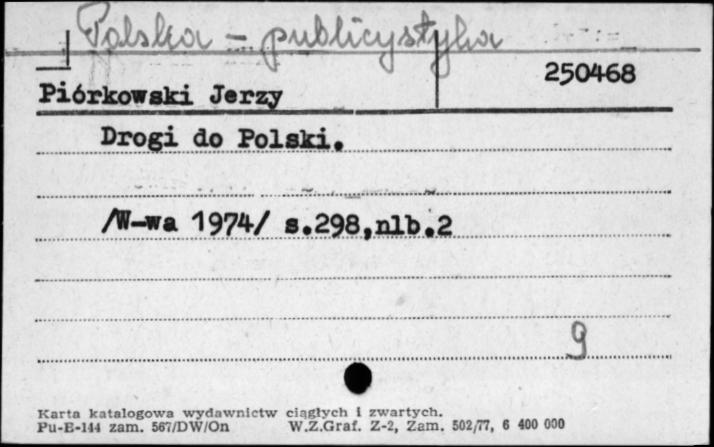 Polska - publicystyka
250468
Piórkowski Jerzy
Drogi do Polski.
/W-wa 1974/ s.298,nlb.2
9
Karta katalogowa wydawnictw ciągłych i zwartych.
Pu-E-144 zam. 567/DW/On W.Z.Graf. Z-2, Zam. 502/77, 6 400 000